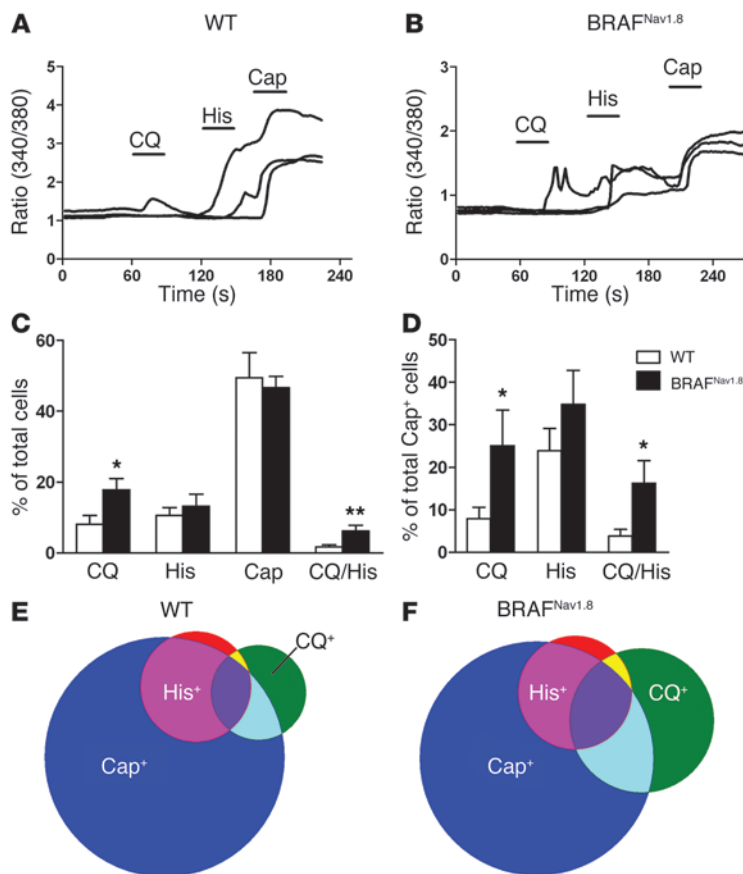 A WT
Ratio (340/380)
5
4
3
2
1
0
CQ
His
Cap
0 60 120 180 240
Time (s)
B BRAF^Nav1.8
Ratio (340/380)
3
2
1
0
CQ
His
Cap
0 60 120 180 240
Time (s)
C
% of total cells
60
40
20
0
*
**
CQ His Cap CQ/His
D
% of total Cap⁺ cells
50
40
30
20
10
0
WT
BRAF^Nav1.8
*
*
CQ His CQ/His
E WT
CQ⁺
His⁺
Cap⁺
F BRAF^Nav1.8
His⁺
CQ⁺
Cap⁺